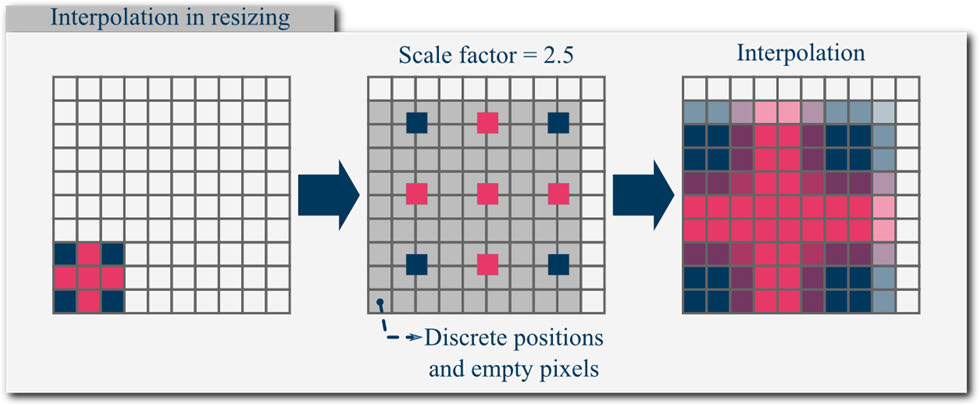 Interpolation in resizing
Scale factor = 2.5
Interpolation
Discrete positions
and empty pixels